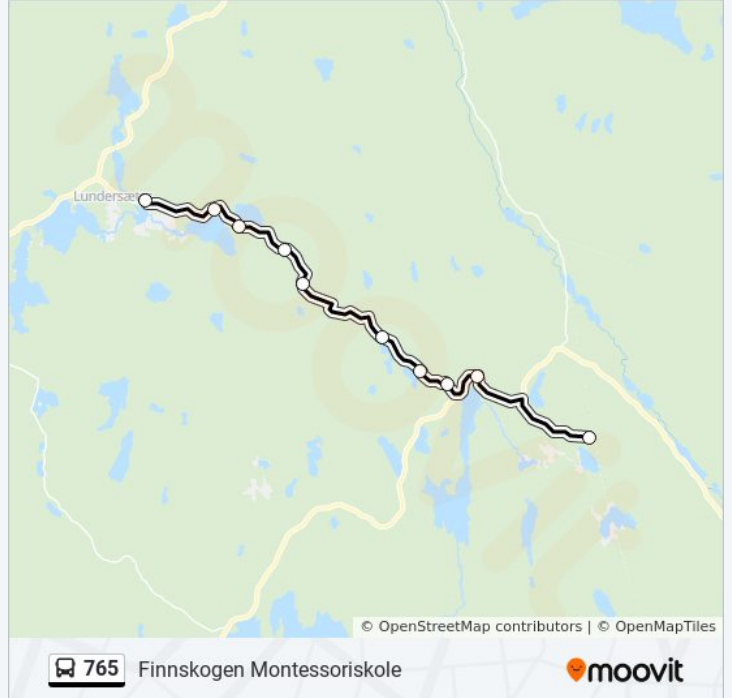 Lundersæt
© OpenStreetMap contributors | © OpenMapTiles
765 Finnskogen Montessoriskole
moovit